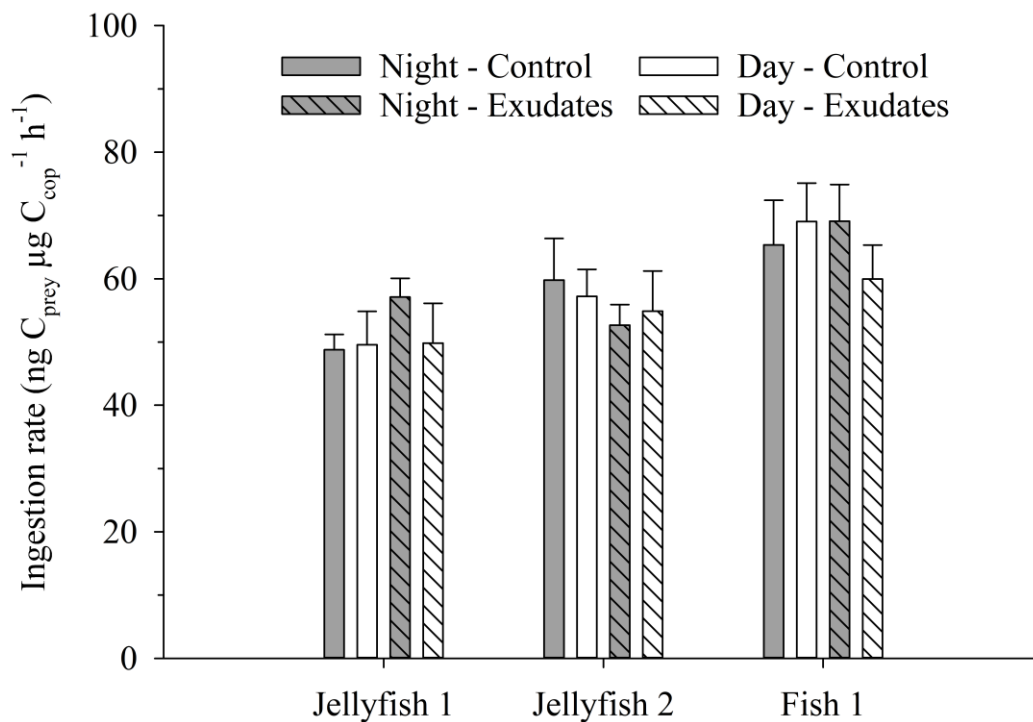 Ingestion rate (ng C_prey µg C_cop^-1 h^-1)
100
80
60
40
20
0
Night - Control
Day - Control
Night - Exudates
Day - Exudates
Jellyfish 1
Jellyfish 2
Fish 1